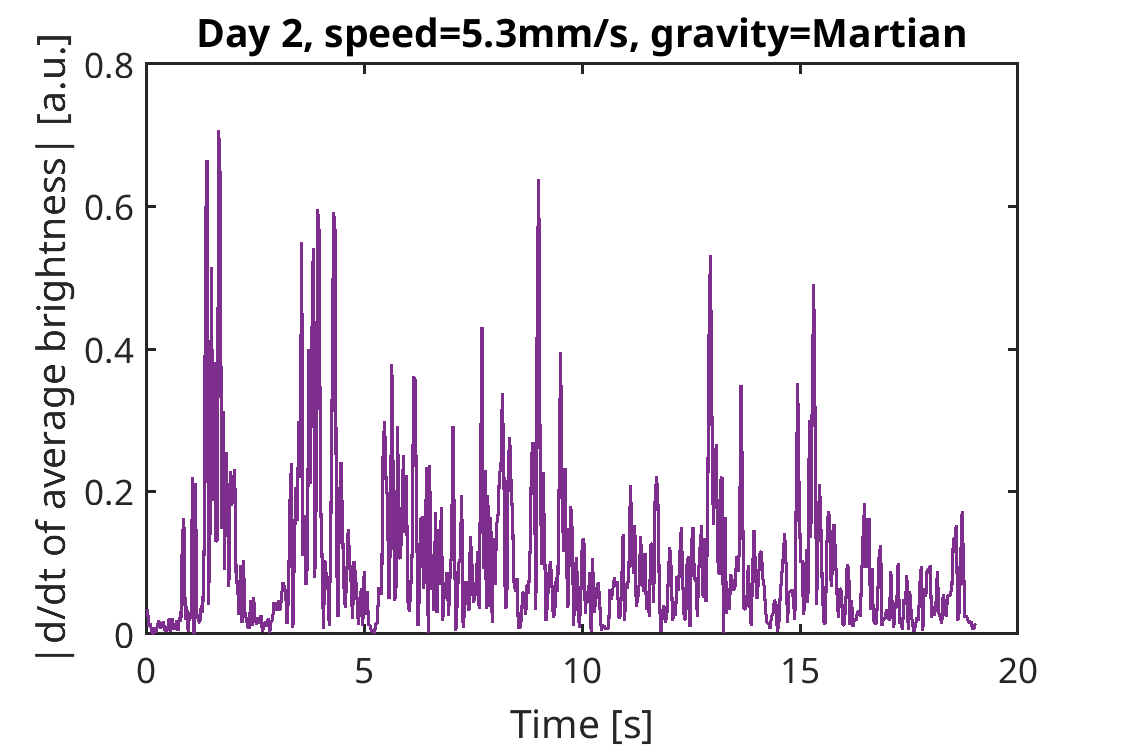 Day 2, speed=5.3mm/s, gravity=Martian
|d/dt of average brightness| [a.u.]
0.8
0.6
0.4
0.2
0
0 5 10 15 20
Time [s]